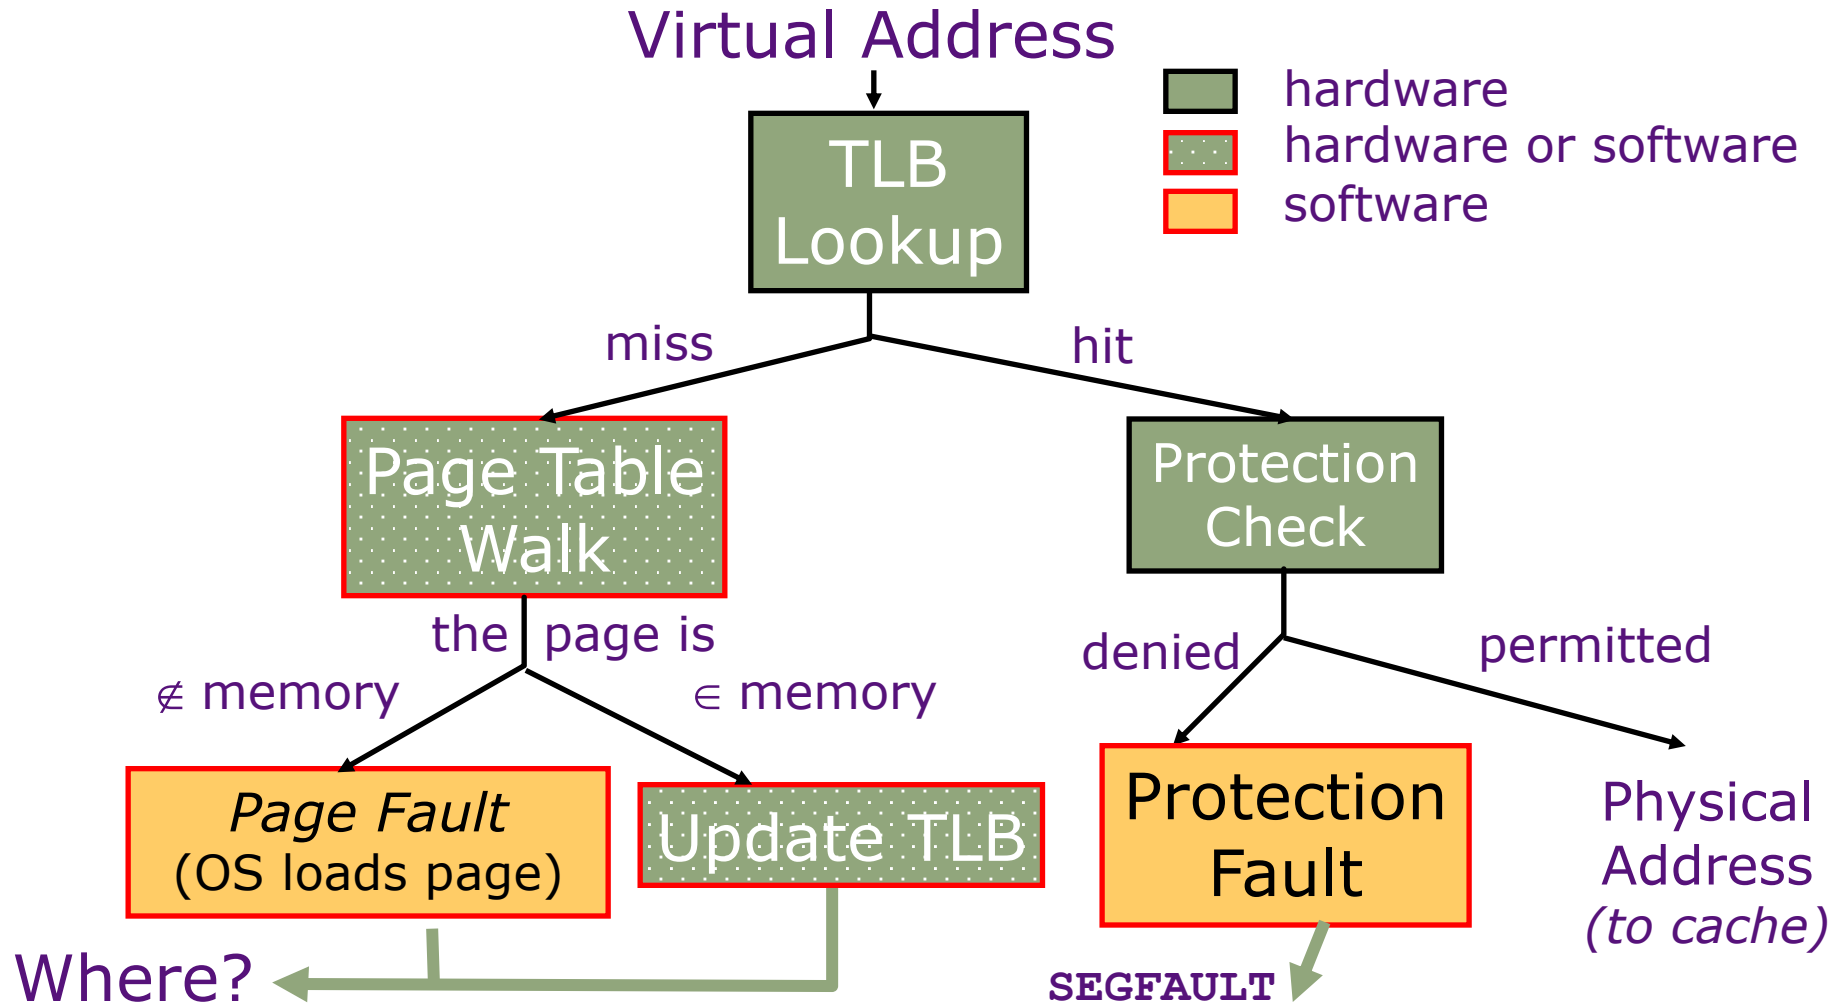 Virtual Address
hardware
hardware or software
software
TLB
Lookup
miss
hit
Page Table
Walk
Protection
Check
the page is
∉ memory
∈ memory
denied
permitted
Page Fault
(OS loads page)
Update TLB
Protection
Fault
Physical
Address
(to cache)
Where?
SEGFAULT